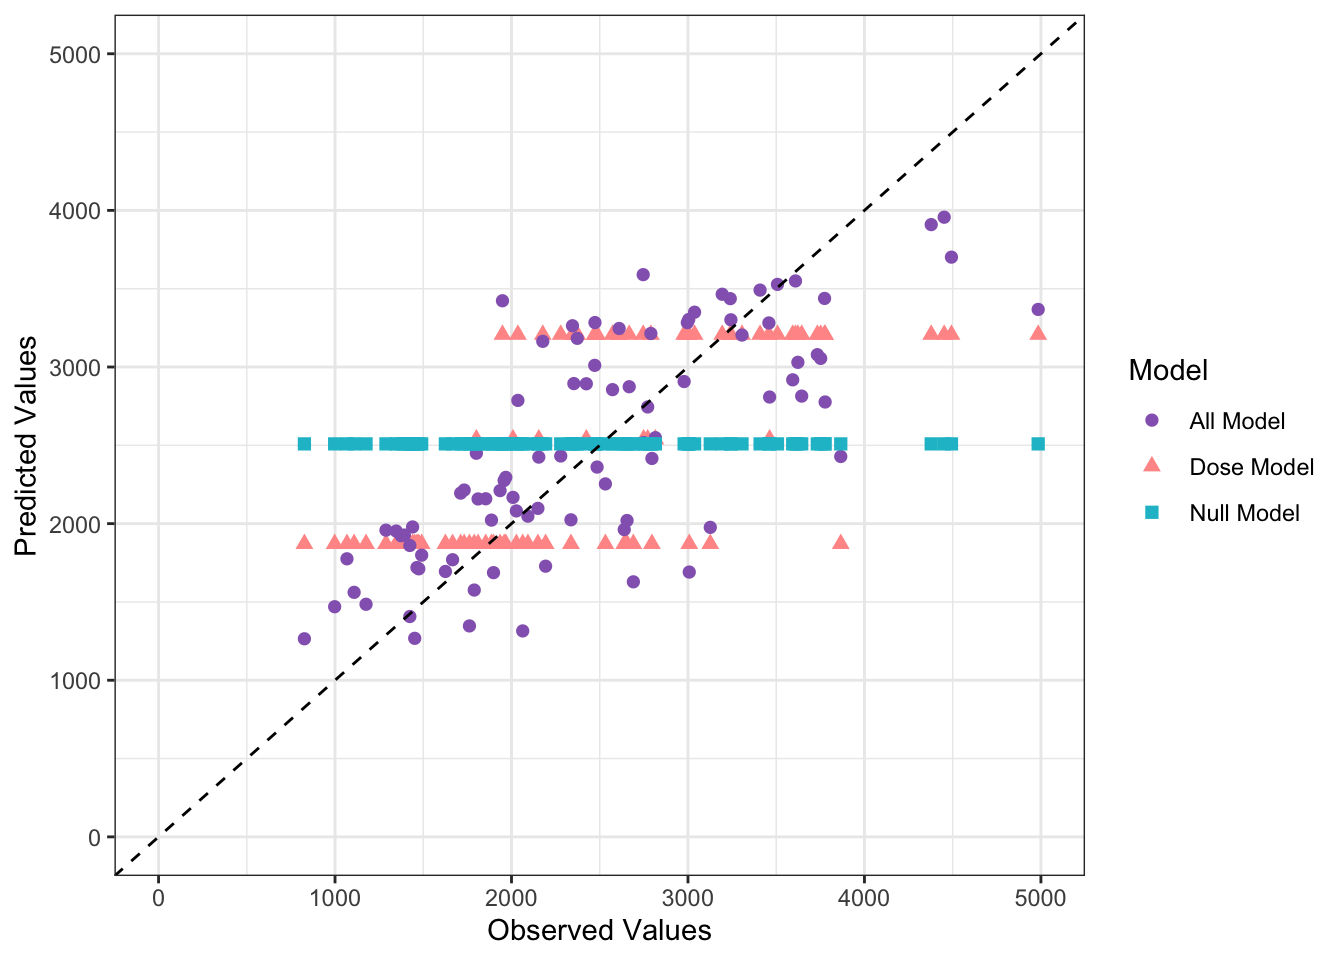 5000
4000
3000
2000
1000
0
Predicted Values
0 1000 2000 3000 4000 5000
Observed Values
Model
All Model
Dose Model
Null Model